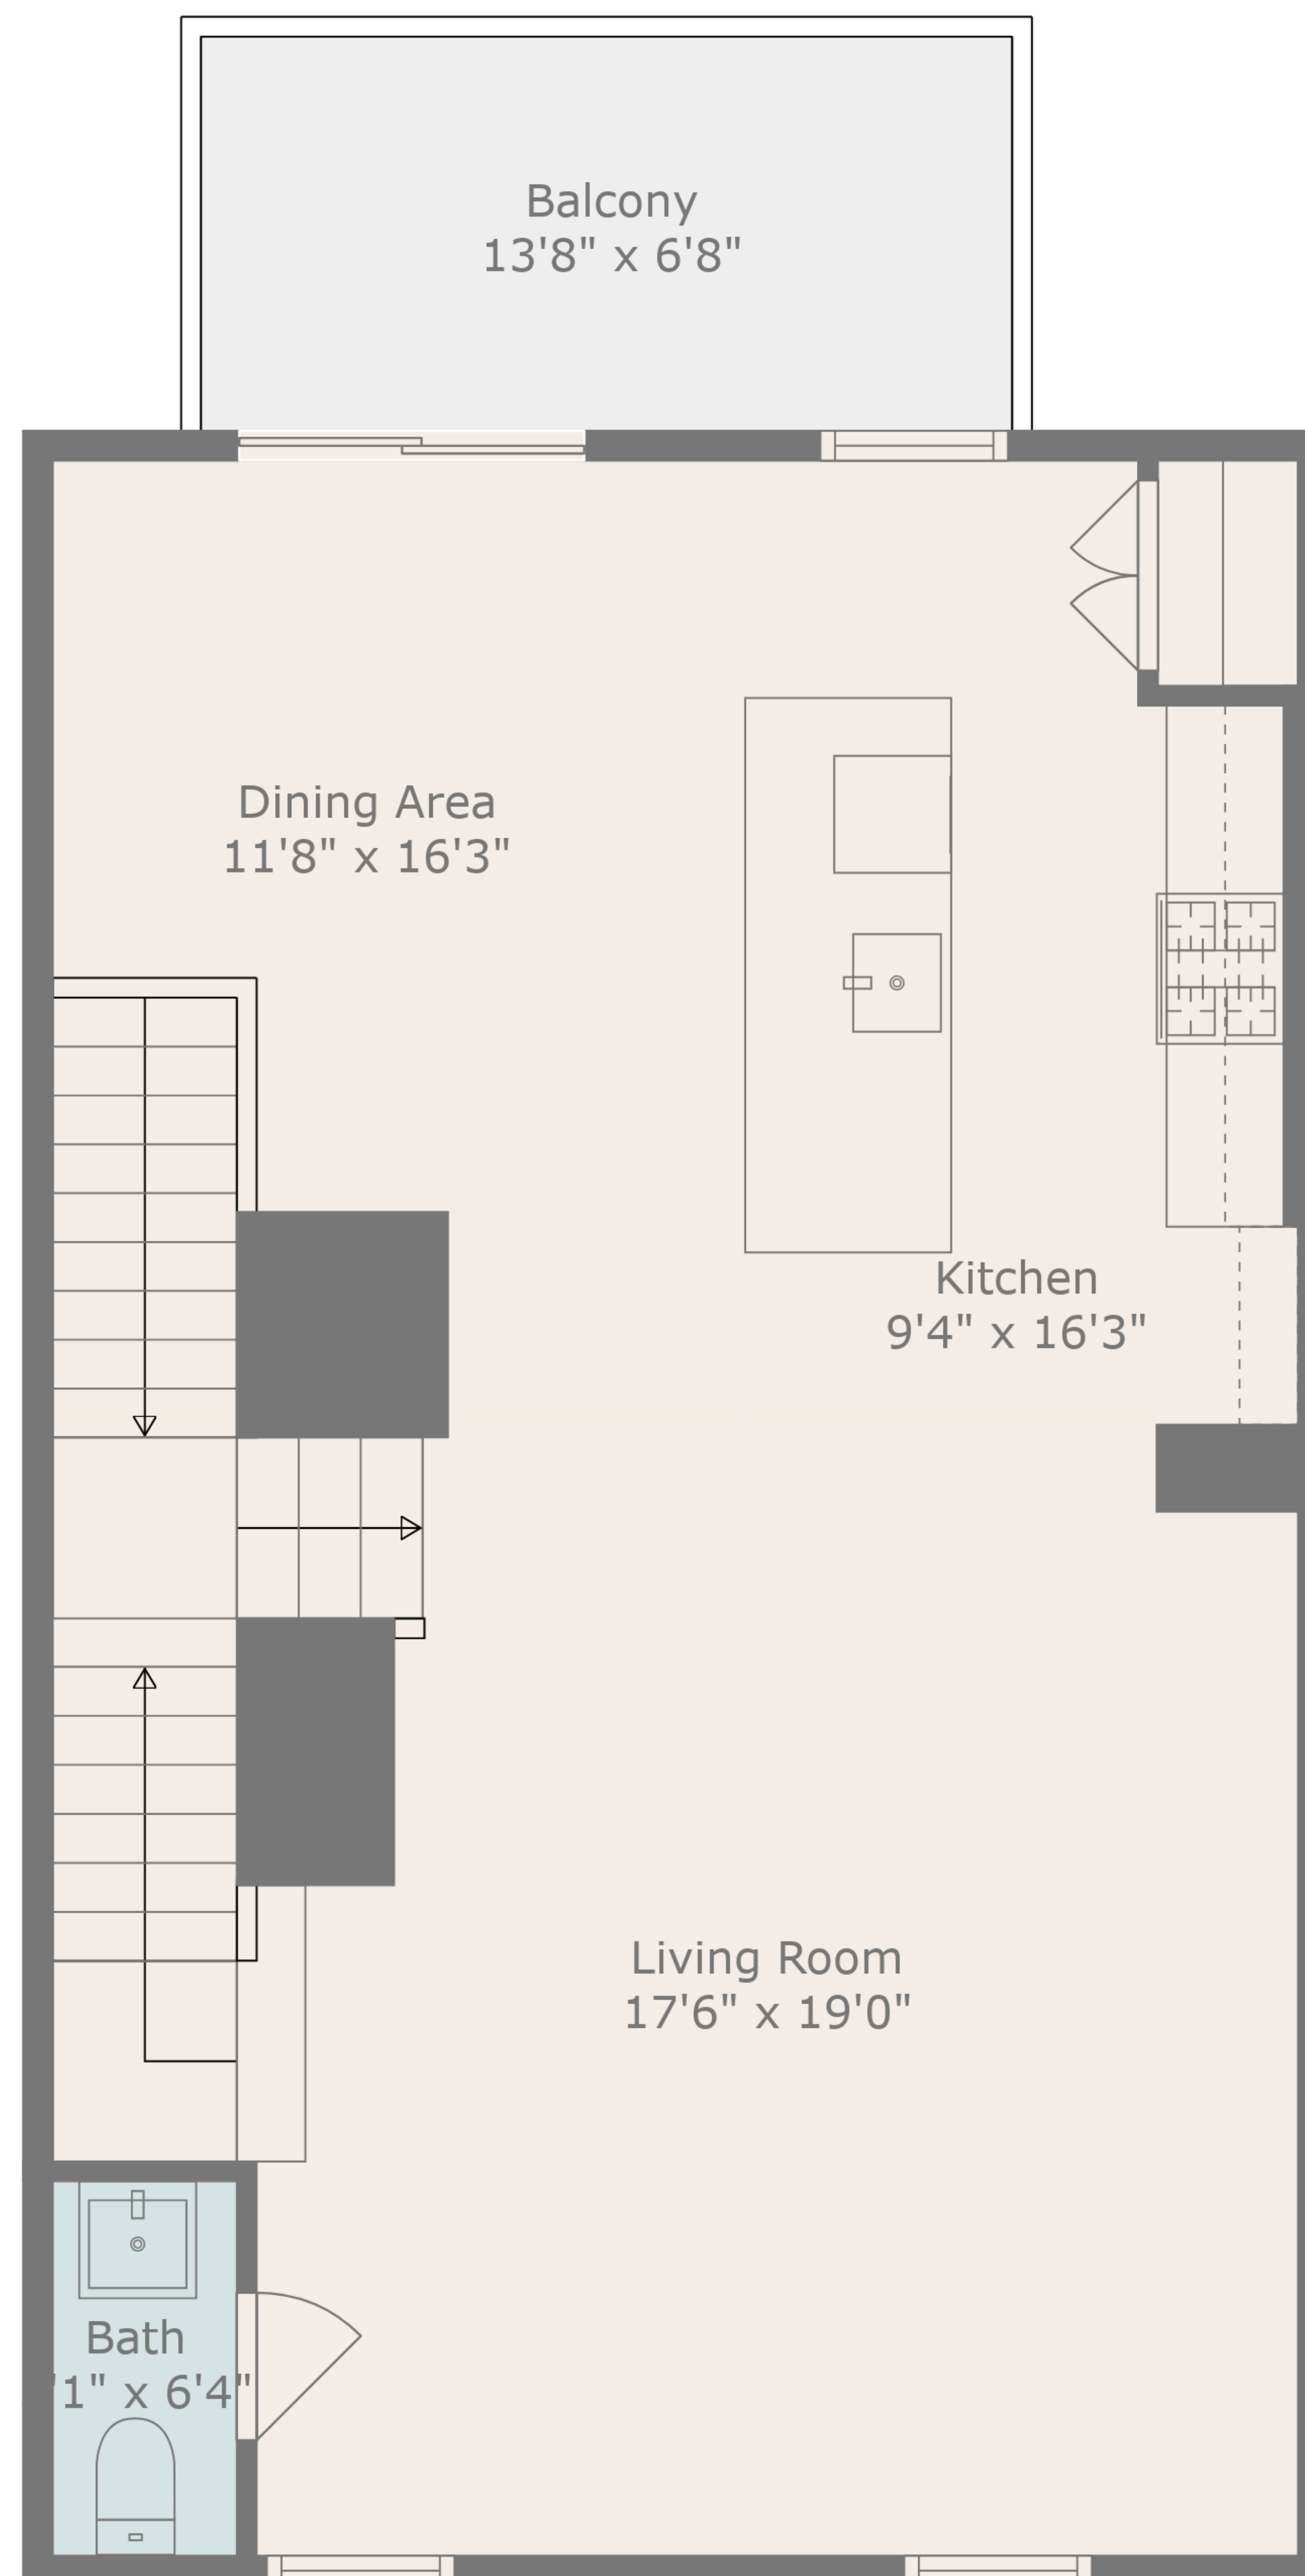 Balcony
13'8" x 6'8"
Dining Area
11'8" x 16'3"
Kitchen
9'4" x 16'3"
Living Room
17'6" x 19'0"
Bath
'1" x 6'4"